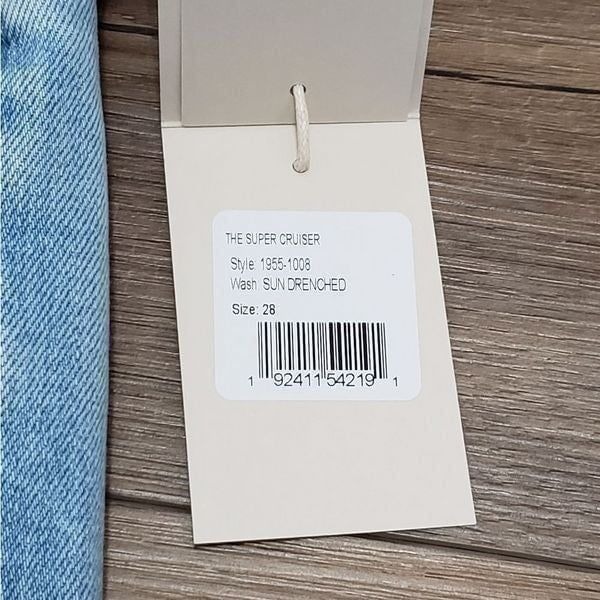 THE SUPER CRUISER
Style: 1955-1008
Wash: SUN DRENCHED
Size: 28
1 92411 54219 1